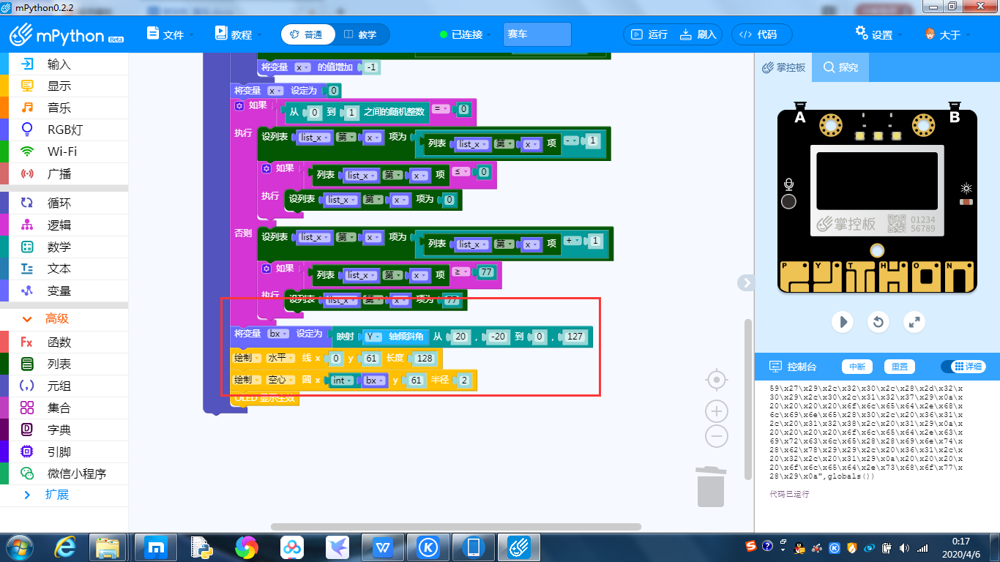 mPython0.2.2
mPython Beta
文件
教程
普通
教学
已连接
赛车
运行
刷入
代码
设置
大于
输入
显示
音乐
RGB灯
Wi-Fi
广播
循环
逻辑
数学
文本
变量
高级
函数
列表
元组
集合
字典
引脚
微信小程序
扩展
将变量 x 的值增加 -1
将变量 x 设定为 0
如果 从 0 到 1 之间的随机整数 = 0
执行 设列表 list_x 第 x 项为 列表 list_x 第 x 项 - 1
如果 列表 list_x 第 x 项 ≤ 0
执行 设列表 list_x 第 x 项为 0
否则 设列表 list_x 第 x 项为 列表 list_x 第 x 项 + 1
如果 列表 list_x 第 x 项 ≥ 77
执行 设列表 list_x 第 x 项为 77
将变量 bx 设定为 映射 Y 轴倾斜角 从 20 , -20 到 0 , 127
绘制 水平 线 x 0 y 61 长度 128
绘制 空心 圆 x int bx y 61 半径 2
OLED 显示生效
掌控板
探究
A B
掌控板
01234
56789
P Y T H O N
控制台
中断
重置
详细
59\x27\x29\x2c\x32\x30\x2c\x28\x2d\x32\x
30\x29\x2c\x30\x2c\x31\x32\x37\x29\x0a\x
20\x20\x20\x20\x6f\x6c\x65\x64\x2e\x68\x
6c\x69\x6e\x65\x28\x30\x2c\x20\x36\x31\x
2c\x20\x31\x32\x38\x2c\x20\x31\x29\x0a\x
20\x20\x20\x20\x6f\x6c\x65\x64\x2e\x63\x
69\x72\x63\x6c\x65\x28\x28\x69\x6e\x74\x
28\x62\x78\x29\x29\x2c\x20\x36\x31\x2c\x
20\x32\x2c\x20\x31\x29\x0a\x20\x20\x20\x
20\x6f\x6c\x65\x64\x2e\x73\x68\x6f\x77\x
28\x29\x0a",globals())
代码已运行
0:17
2020/4/6